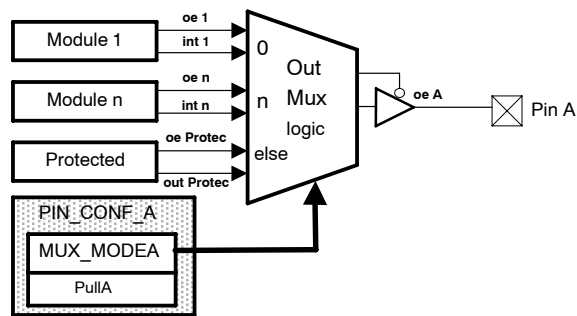 oe 1
Module 1
int 1
0
oe n
Module n
int n
n
oe Protec
Protected
else
out Protec
Out
Mux
logic
oe A
Pin A
PIN_CONF_A
MUX_MODEA
PullA